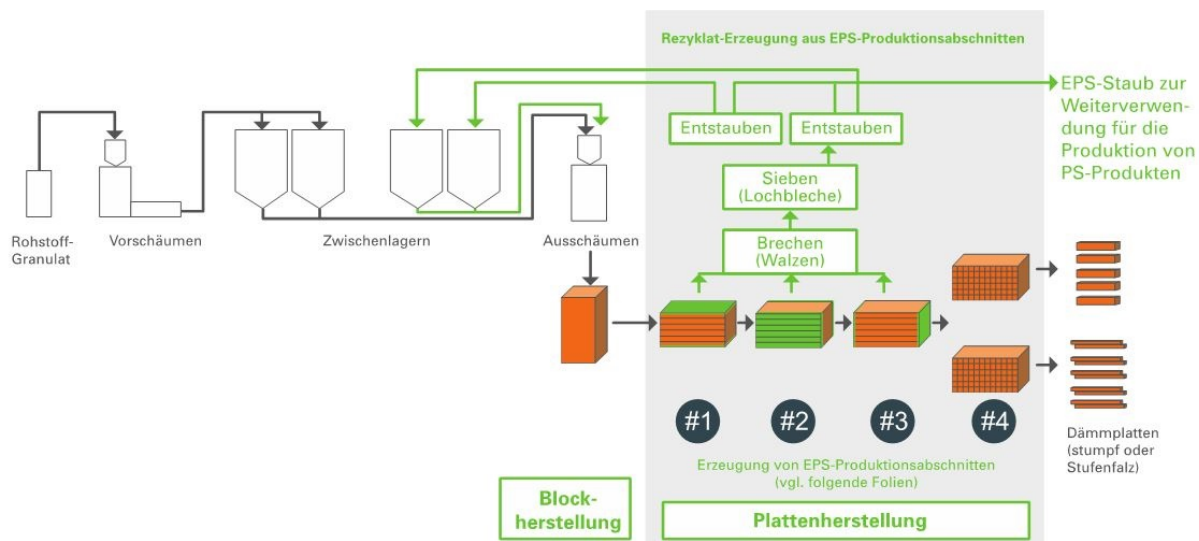 Rezyklat-Erzeugung aus EPS-Produktionsabschnitten
EPS-Staub zur
Weiterverwen-
dung für die
Produktion von
PS-Produkten
Entstauben
Entstauben
Sieben
(Lochbleche)
Brechen
(Walzen)
Rohstoff-
Granulat
Vorschäumen
Zwischenlagern
Ausschäumen
#1
#2
#3
#4
Dämmplatten
(stumpf oder
Stufenfalz)
Erzeugung von EPS-Produktionsabschnitten
(vgl. folgende Folien)
Block-
herstellung
Plattenherstellung